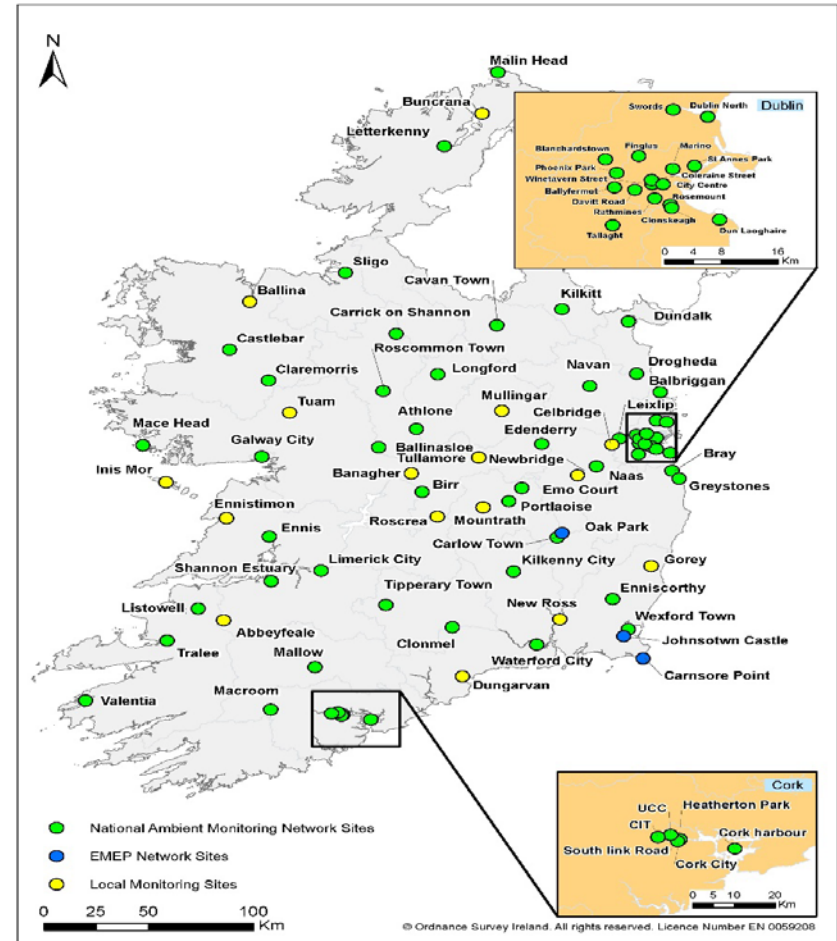 N
Malin Head
Buncrana
Letterkenny
Dublin
Swords
Dublin North
Blanchardstown
Finglas
Marino
St Annes Park
Phoenix Park
Coleraine Street
Winetavern Street
City Centre
Ballyfermot
Rosemount
Davitt Road
Rathmines
Clonskeagh
Dun Laoghaire
Tallaght
0 4 8 16
Km
Sligo
Cavan Town
Kilkitt
Ballina
Carrick on Shannon
Dundalk
Castlebar
Roscommon Town
Claremorris
Longford
Navan
Drogheda
Mullingar
Balbriggan
Tuam
Celbridge
Leixlip
Mace Head
Athlone
Edenderry
Galway City
Ballinasloe
Tullamore
Newbridge
Bray
Inis Mor
Banagher
Naas
Birr
Emo Court
Greystones
Ennistimon
Portlaoise
Roscrea
Mountrath
Oak Park
Ennis
Carlow Town
Limerick City
Kilkenny City
Gorey
Shannon Estuary
Tipperary Town
Enniscorthy
Listowell
New Ross
Wexford Town
Abbeyfeale
Clonmel
Johnsotwn Castle
Tralee
Mallow
Waterford City
Carnsore Point
Valentia
Macroom
Dungarvan
Cork
UCC
Heatherton Park
CIT
Cork harbour
South link Road
Cork City
0 5 10 20
Km
National Ambient Monitoring Network Sites
EMEP Network Sites
Local Monitoring Sites
0 25 50 100
Km
© Ordnance Survey Ireland. All rights reserved. Licence Number EN 0059208